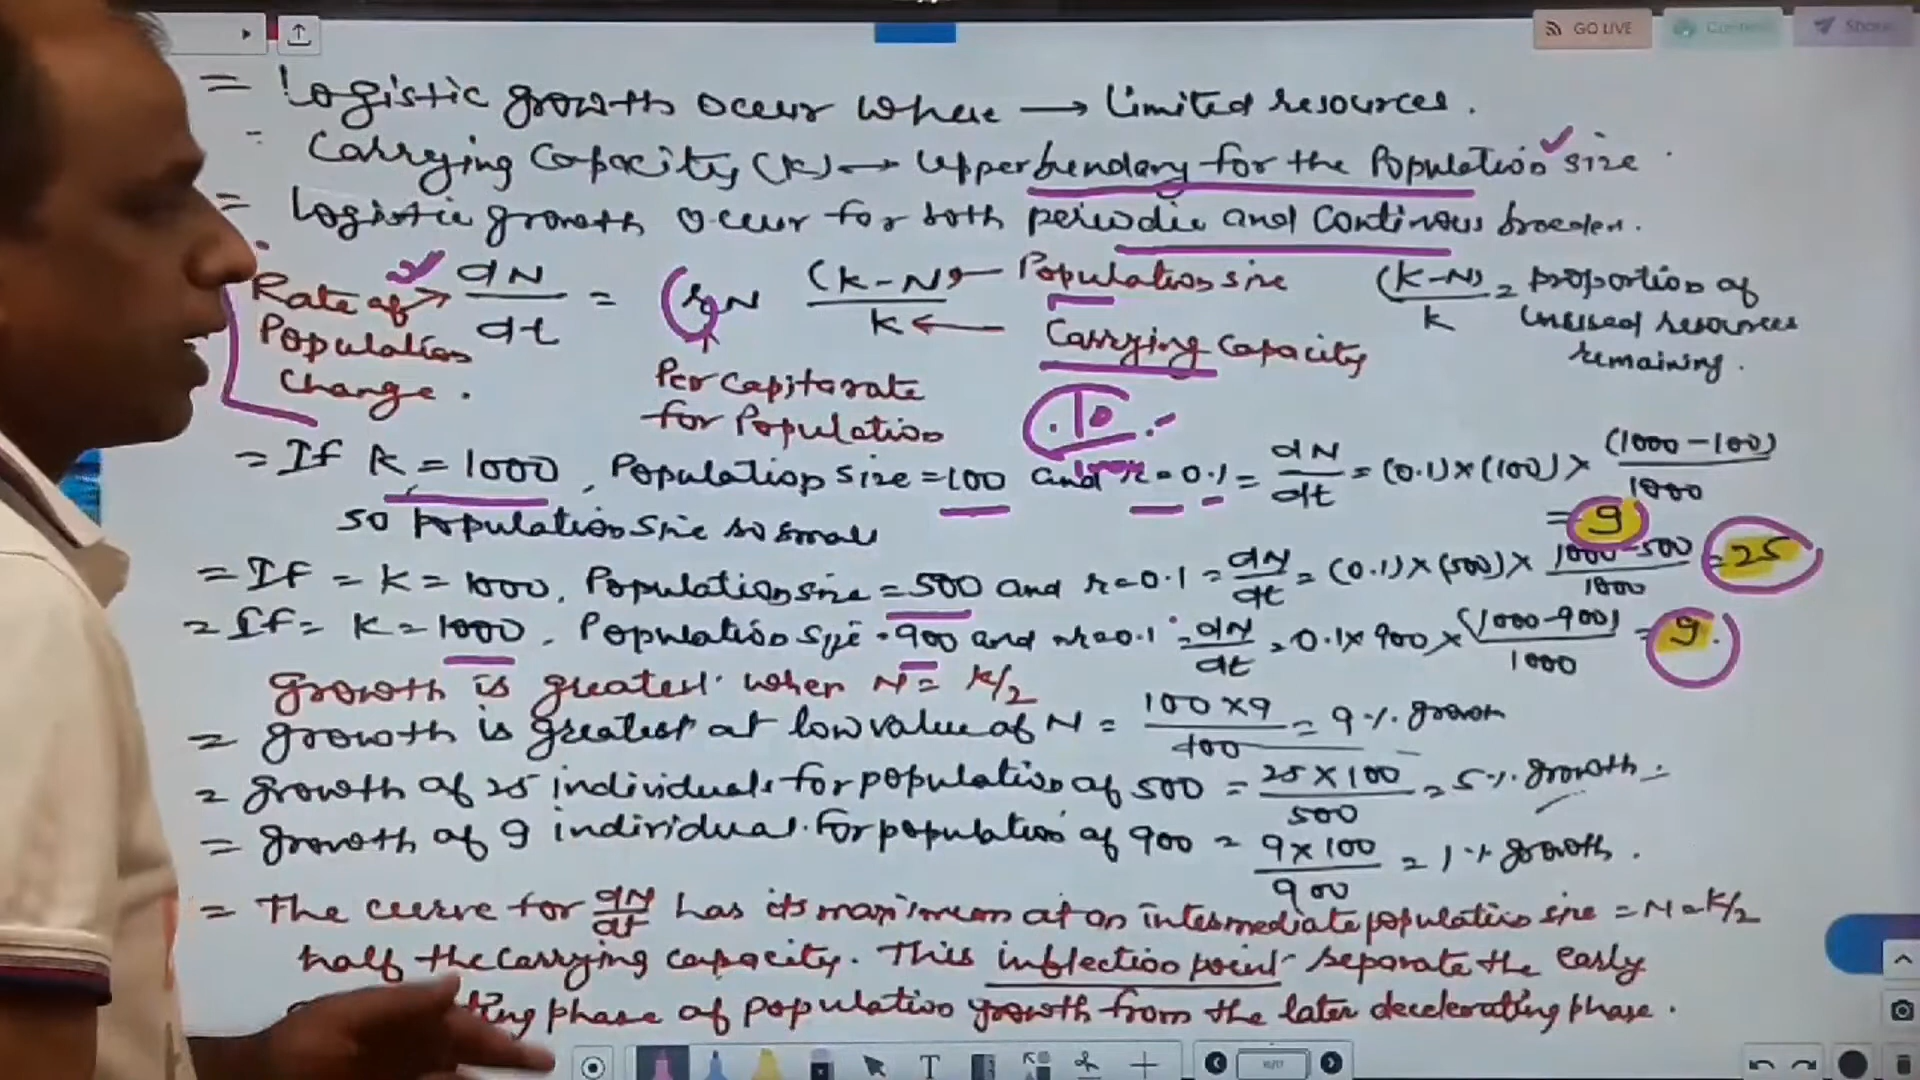 GO LIVE
= Logistic growth occur where → Limited resources.
= Carrying Capacity (K) → Upper bundary for the Population size.
= Logistic growth occur for both periodic and continous breeder.
Rate of Population Change. → dN/dt = rN (K-N)/K ← Population size
← Carrying Capacity
(K-N)/K = proportion of unused resources remaining.
Per Capita rate for Population
.10.
= If K = 1000, Population size = 100 and r = 0.1 = dN/dt = (0.1)×(100)× (1000-100)/1000
= 9
so population size so small
= If = K = 1000, Population size = 500 and r = 0.1 = dN/dt = (0.1)×(500)× 1000-500/1000 = 25
= If = K = 1000, Population size = 900 and r = 0.1 = dN/dt = 0.1×900× (1000-900)/1000 = 9.
growth is greatest when N = K/2
= growth is greatest at low value of N = 100×9/100 = 9% growth
= growth of 25 individuals for population of 500 = 25×100/500 = 5% growth.
= growth of 9 individual for population of 900 = 9×100/900 = 1% growth.
= The curve for dN/dt has its maximum at an intermediate population size = N = K/2
half the carrying capacity. This inflection point separate the early
ting phase of population growth from the later decelerating phase.
T